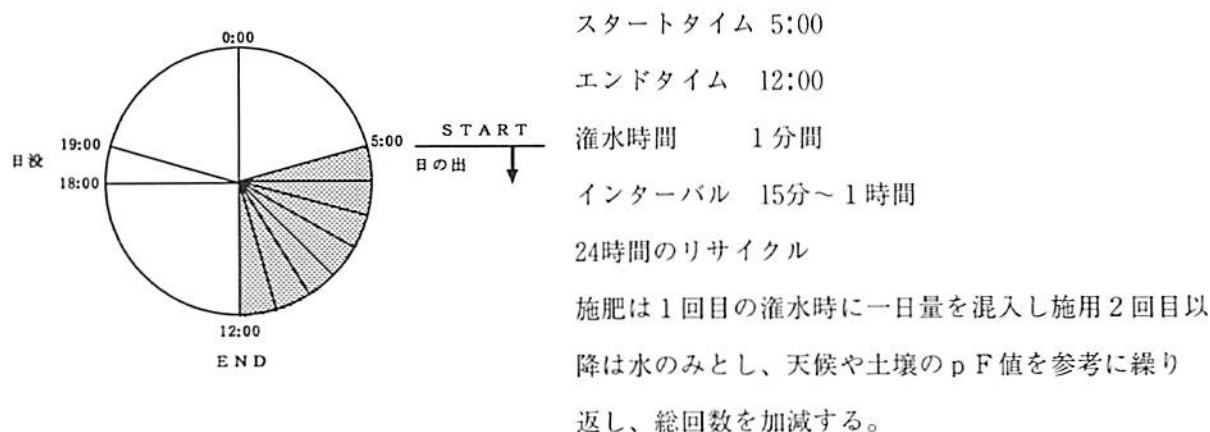 0:00
19:00
日没
18:00
5:00
START
日の出
12:00
END
スタートタイム 5:00
エンドタイム 12:00
潅水時間 1分間
インターバル 15分〜1時間
24時間のリサイクル
施肥は1回目の潅水時に一日量を混入し施用2回目以
降は水のみとし、天候や土壌のpF値を参考に繰り
返し、総回数を加減する。